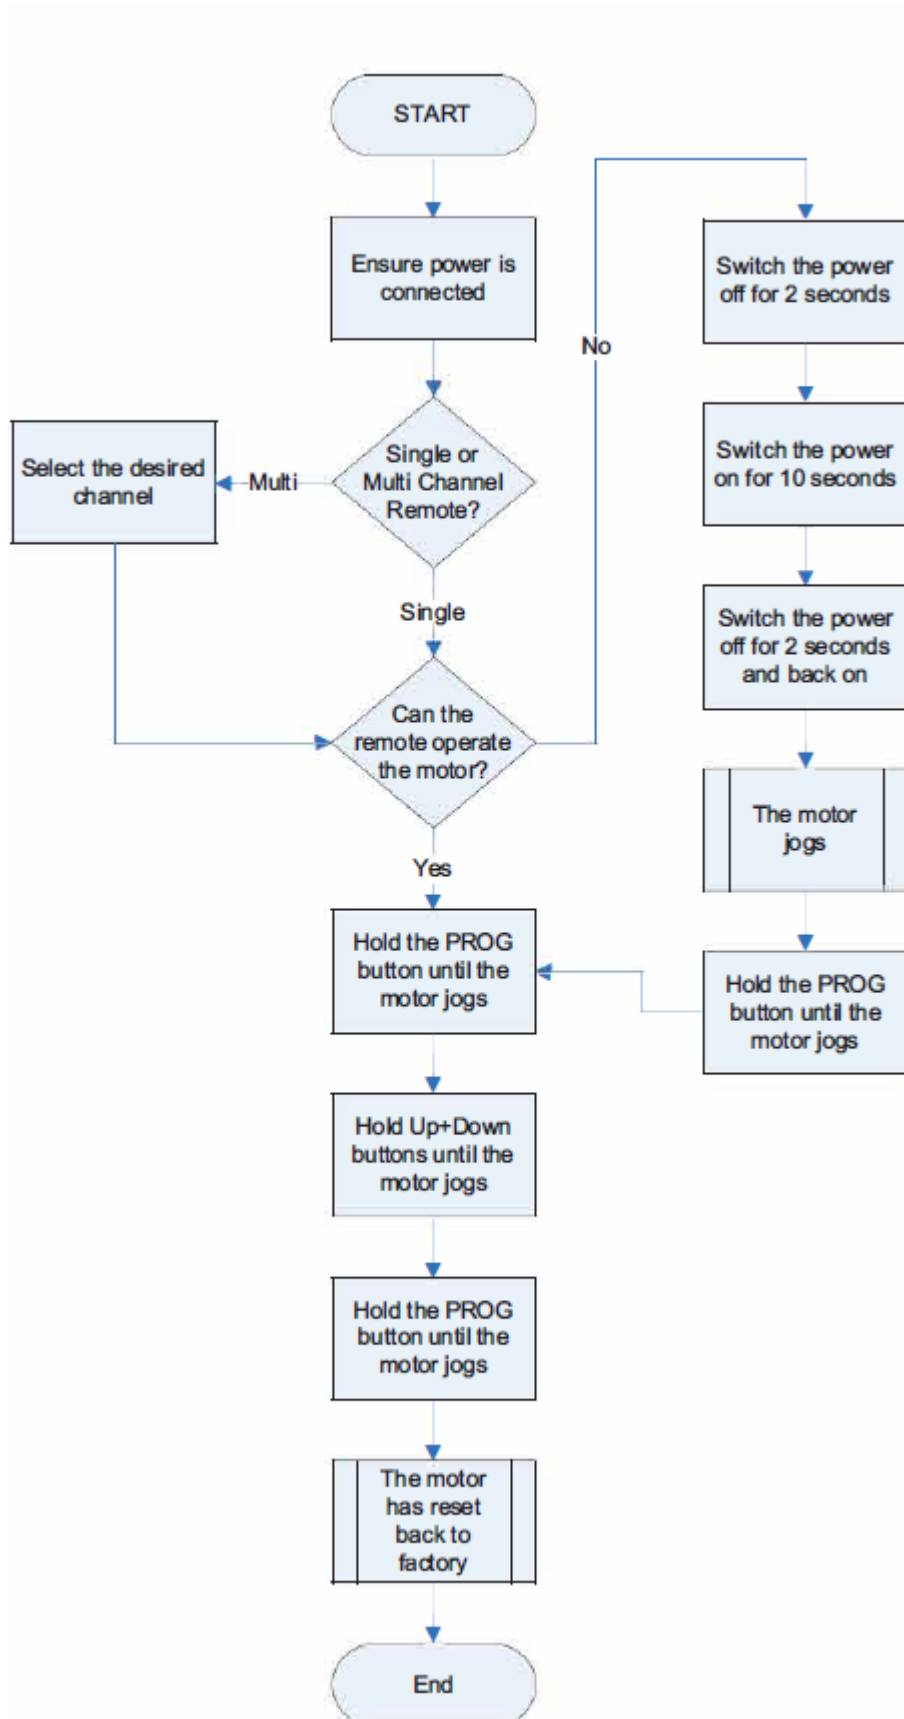 START
Ensure power is
connected
Single or
Multi Channel
Remote?
Multi
Select the desired
channel
Single
Can the
remote operate
the motor?
No
Switch the power
off for 2 seconds
Switch the power
on for 10 seconds
Switch the power
off for 2 seconds
and back on
The motor
jogs
Hold the PROG
button until the
motor jogs
Yes
Hold the PROG
button until the
motor jogs
Hold Up+Down
buttons until the
motor jogs
Hold the PROG
button until the
motor jogs
The motor
has reset
back to
factory
End